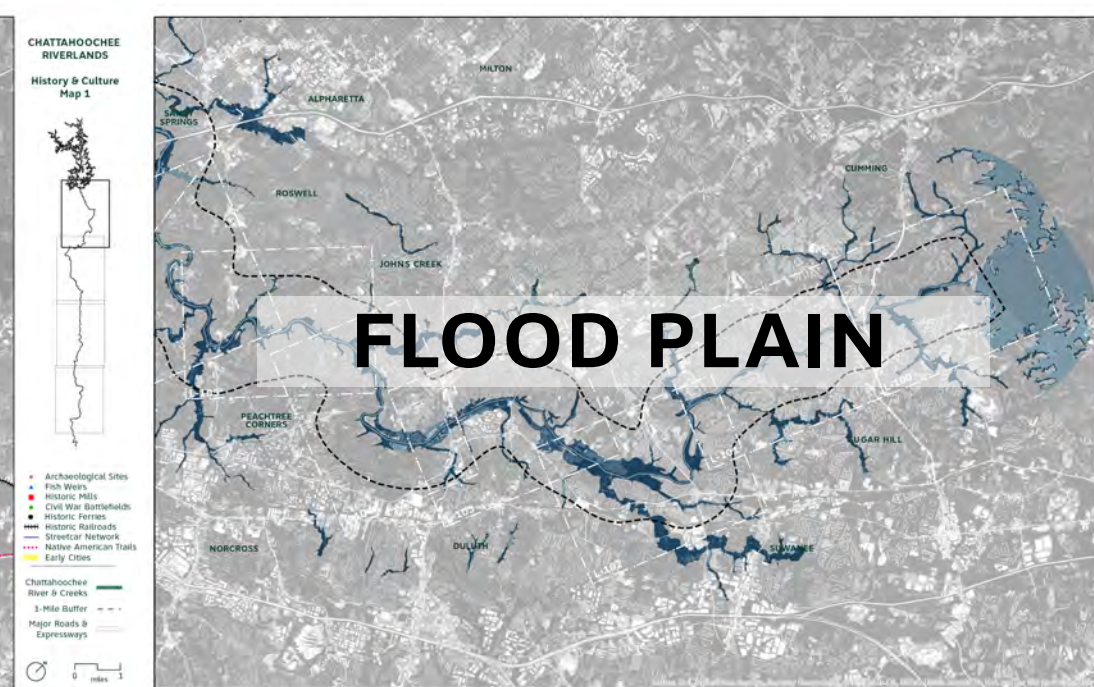 CHATTAHOOCHEE
RIVERLANDS
History & Culture
Map 1
Archaeological Sites
Fish Weirs
Historic Mills
Civil War Battlefields
Historic Ferries
Historic Railroads
Streetcar Network
Native American Trails
Early Cities
Chattahoochee
River & Creeks
1-Mile Buffer
Major Roads &
Expressways
0 1
miles
MILTON
ALPHARETTA
SANDY
SPRINGS
CUMMING
ROSWELL
JOHNS CREEK
FLOOD PLAIN
PEACHTREE
CORNERS
SUGAR HILL
NORCROSS
DULUTH
SUWANEE